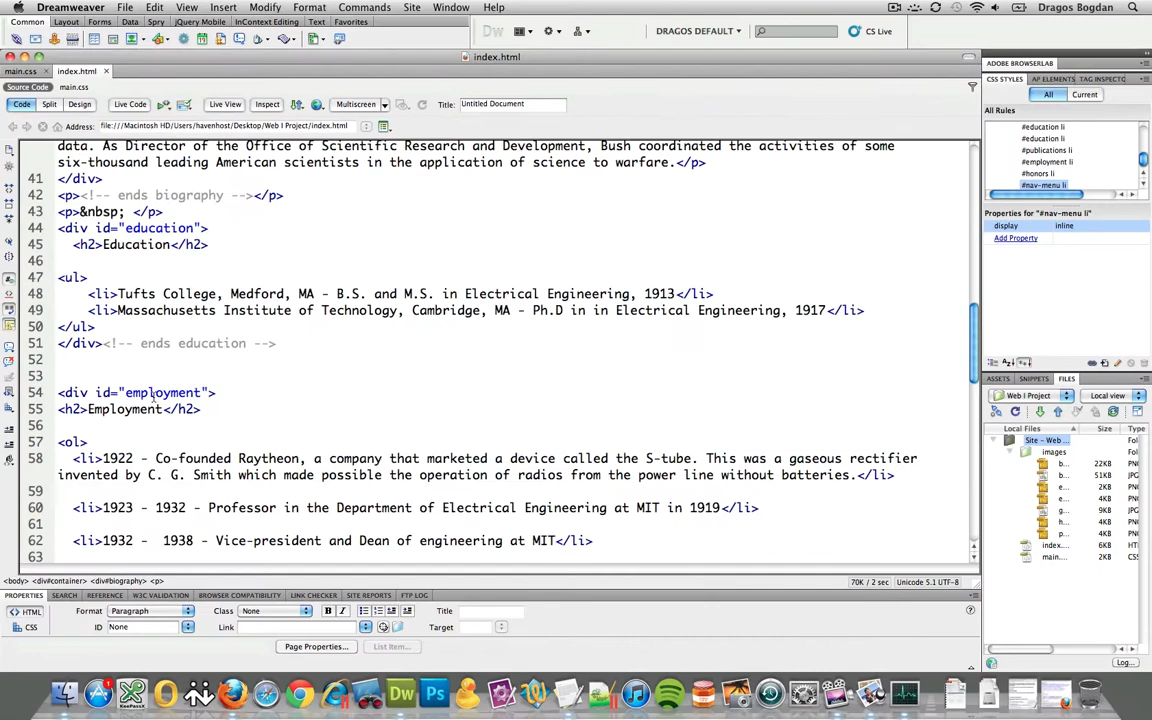 Dreamweaver File Edit View Insert Modify Format Commands Site Window Help Dragos Bogdan
Common Layout Forms Data Spry jQuery Mobile InContext Editing Text Favorites
Dw DRAGOS DEFAULT CS Live
index.html
main.css index.html
Source Code main.css
Code Split Design Live Code Live View Inspect Multiscreen Title: Untitled Document
Address: file:///Macintosh HD/Users/havenhost/Desktop/Web I Project/index.html
data. As Director of the Office of Scientific Research and Development, Bush coordinated the activities of some
six-thousand leading American scientists in the application of science to warfare.</p>
41 </div>
42 <p><!-- ends biography --></p>
43 <p>&nbsp; </p>
44 <div id="education">
45 <h2>Education</h2>
46
47 <ul>
48 <li>Tufts College, Medford, MA - B.S. and M.S. in Electrical Engineering, 1913</li>
49 <li>Massachusetts Institute of Technology, Cambridge, MA - Ph.D in in Electrical Engineering, 1917</li>
50 </ul>
51 </div><!-- ends education -->
52
53
54 <div id="employment">
55 <h2>Employment</h2>
56
57 <ol>
58 <li>1922 - Co-founded Raytheon, a company that marketed a device called the S-tube. This was a gaseous rectifier
invented by C. G. Smith which made possible the operation of radios from the power line without batteries.</li>
59
60 <li>1923 - 1932 - Professor in the Department of Electrical Engineering at MIT in 1919</li>
61
62 <li>1932 -  1938 - Vice-president and Dean of engineering at MIT</li>
63
<body> <div#container> <div#biography> <p> 70K / 2 sec Unicode 5.1 UTF-8
PROPERTIES SEARCH REFERENCE W3C VALIDATION BROWSER COMPATIBILITY LINK CHECKER SITE REPORTS FTP LOG
HTML Format Paragraph Class None B I Title
CSS ID None Link Target
Page Properties... List Item...
ADOBE BROWSERLAB
CSS STYLES AP ELEMENTS TAG INSPECTO
All Current
All Rules
#education li
#education li
#publications li
#employment li
#honors li
#nav-menu li
Properties for "#nav-menu li"
display inline
Add Property
ASSETS SNIPPETS FILES
Web I Project Local view
Local Files Size Type
Site - Web ... Fol
images Fol
b... 22KB PNG
b... 51KB JPG
e... 2KB PNG
e... 4KB PNG
g... 9KB JPG
h... 4KB PNG
p... 4KB PNG
index.... 6KB HT
main.... 2KB CSS
Log...
Dw Ps